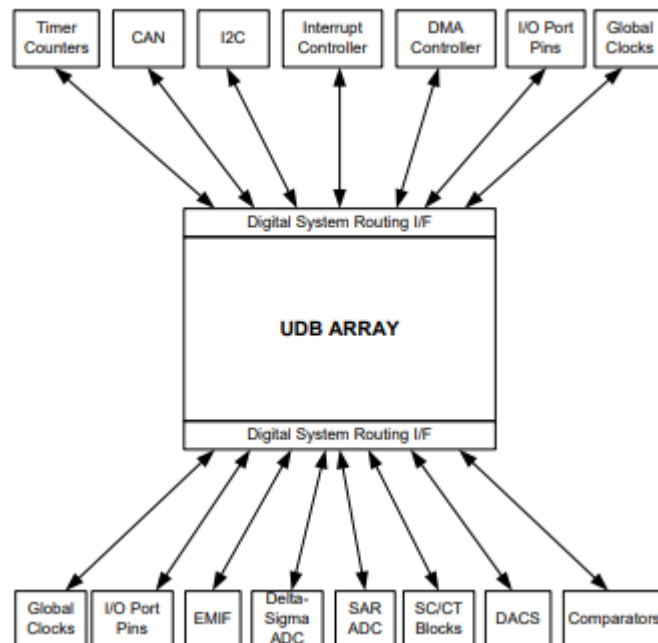 Timer
Counters
CAN
I2C
Interrupt
Controller
DMA
Controller
I/O Port
Pins
Global
Clocks
Digital System Routing I/F
UDB ARRAY
Digital System Routing I/F
Global
Clocks
I/O Port
Pins
EMIF
Delta-
Sigma
ADC
SAR
ADC
SC/CT
Blocks
DACS
Comparators